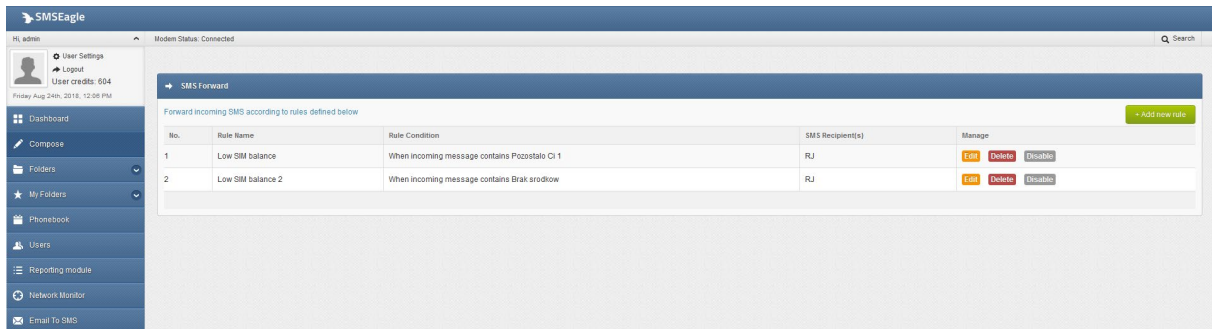 SMSEagle
Hi, admin
Modem Status: Connected
Search
User Settings
Logout
User credits: 604
Friday Aug 24th, 2018, 12:06 PM
Dashboard
Compose
Folders
My Folders
Phonebook
Users
Reporting module
Network Monitor
Email To SMS
SMS Forward
Forward incoming SMS according to rules defined below
+ Add new rule
No. Rule Name Rule Condition SMS Recipient(s) Manage
1 Low SIM balance When incoming message contains Pozostalo Ci 1 RJ Edit Delete Disable
2 Low SIM balance 2 When incoming message contains Brak srodkow RJ Edit Delete Disable